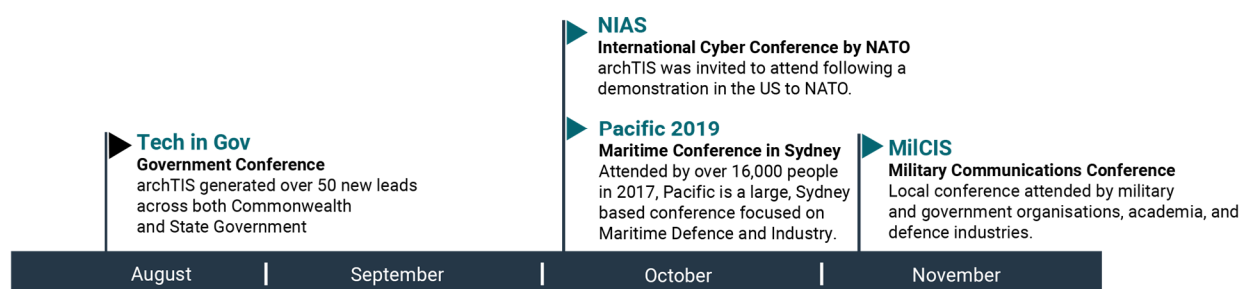 NIAS
International Cyber Conference by NATO
archTIS was invited to attend following a
demonstration in the US to NATO.
Tech in Gov
Government Conference
archTIS generated over 50 new leads
across both Commonwealth
and State Government
Pacific 2019
Maritime Conference in Sydney
Attended by over 16,000 people
in 2017, Pacific is a large, Sydney
based conference focused on
Maritime Defence and Industry.
MilCIS
Military Communications Conference
Local conference attended by military
and government organisations, academia, and
defence industries.
August
September
October
November